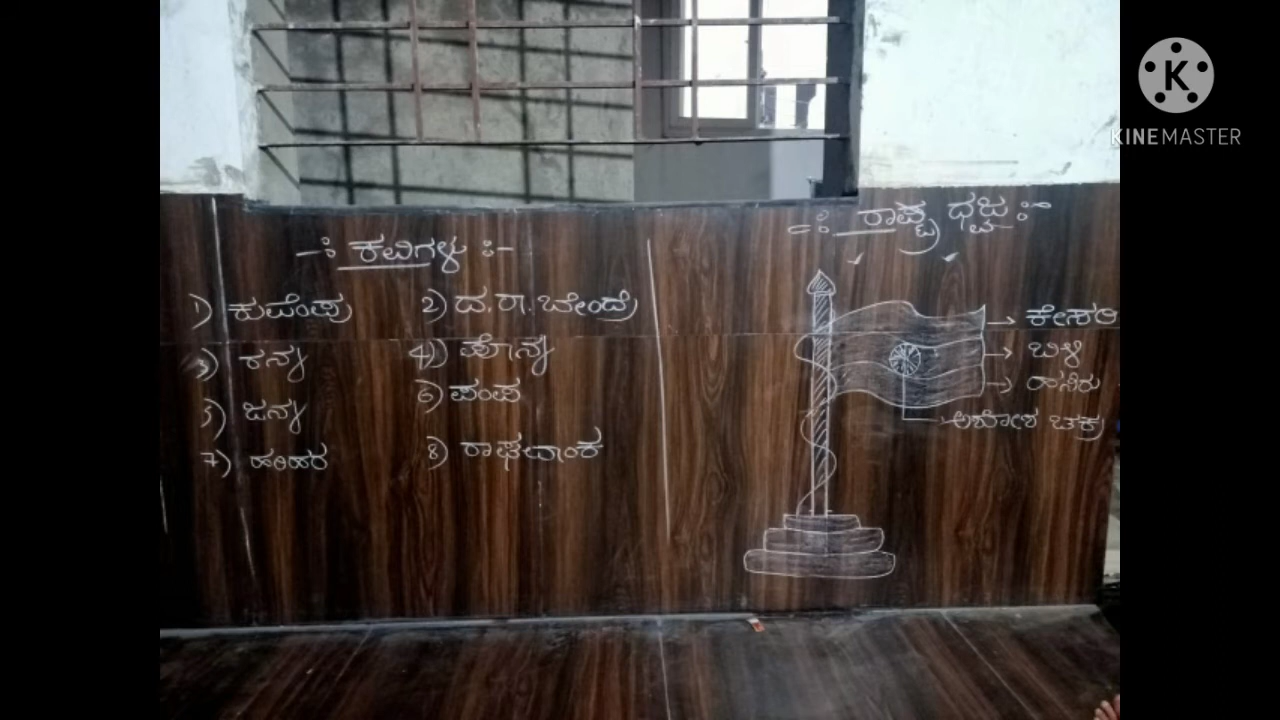 -: ಕವಿಗಳು :-
1) ಕುವೆಂಪು 2) ದ.ರಾ.ಬೇಂದ್ರೆ
3) ರನ್ನ 4) ಪೊನ್ನ
5) ಜನ್ನ 6) ಪಂಪ
7) ಹರಿಹರ 8) ರಾಘವಾಂಕ
-: ರಾಷ್ಟ್ರ ಧ್ವಜ :-
→ ಕೇಸರಿ
→ ಬಿಳಿ
→ ಹಸಿರು
ಅಶೋಕ ಚಕ್ರ
K
KINEMASTER